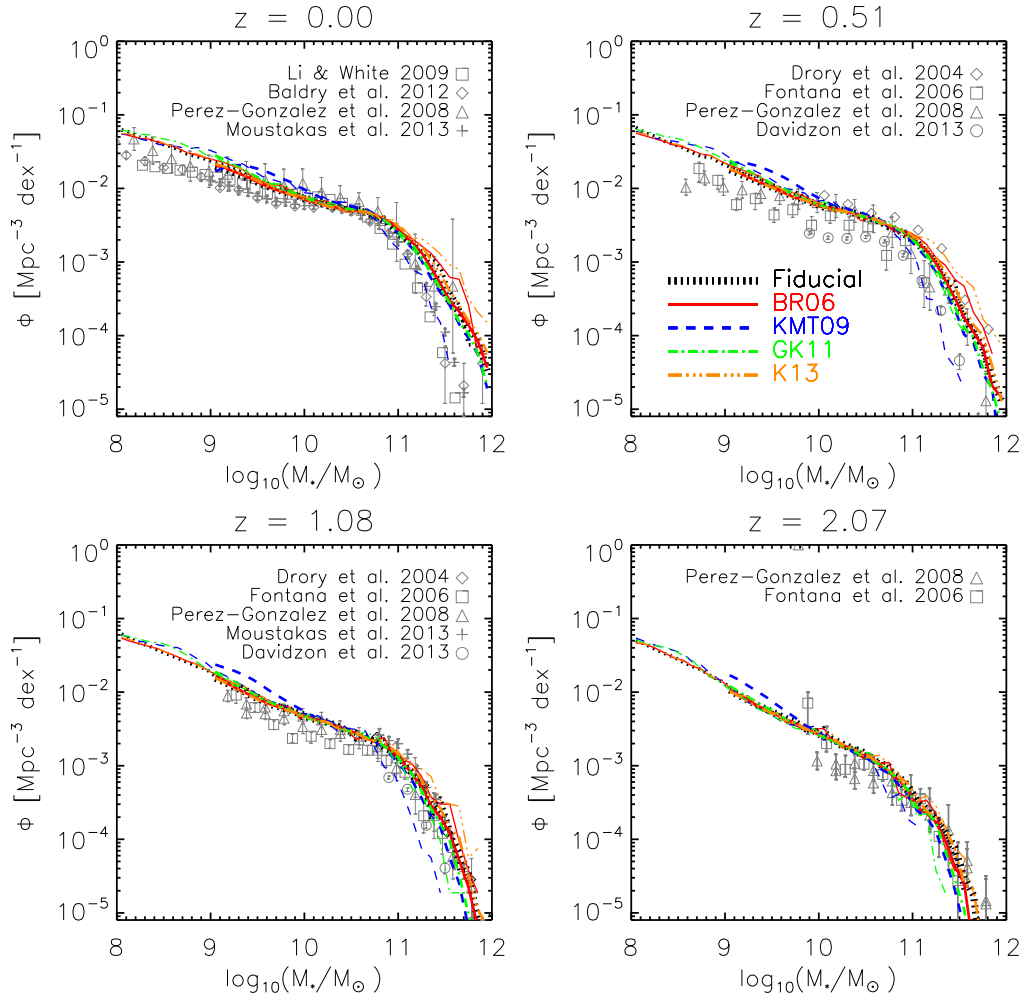 z = 0.00
10⁰
10⁻¹
10⁻²
10⁻³
10⁻⁴
10⁻⁵
Φ [Mpc⁻³ dex⁻¹]
Li & White 2009
Baldry et al. 2012
Perez-Gonzalez et al. 2008
Moustakas et al. 2013
8 9 10 11 12
log₁₀(M*/M⊙)
z = 0.51
10⁰
10⁻¹
10⁻²
10⁻³
10⁻⁴
10⁻⁵
Φ [Mpc⁻³ dex⁻¹]
Drory et al. 2004
Fontana et al. 2006
Perez-Gonzalez et al. 2008
Davidzon et al. 2013
Fiducial
BR06
KMT09
GK11
K13
8 9 10 11 12
log₁₀(M*/M⊙)
z = 1.08
10⁰
10⁻¹
10⁻²
10⁻³
10⁻⁴
10⁻⁵
Φ [Mpc⁻³ dex⁻¹]
Drory et al. 2004
Fontana et al. 2006
Perez-Gonzalez et al. 2008
Moustakas et al. 2013
Davidzon et al. 2013
8 9 10 11 12
log₁₀(M*/M⊙)
z = 2.07
10⁰
10⁻¹
10⁻²
10⁻³
10⁻⁴
10⁻⁵
Φ [Mpc⁻³ dex⁻¹]
Perez-Gonzalez et al. 2008
Fontana et al. 2006
8 9 10 11 12
log₁₀(M*/M⊙)